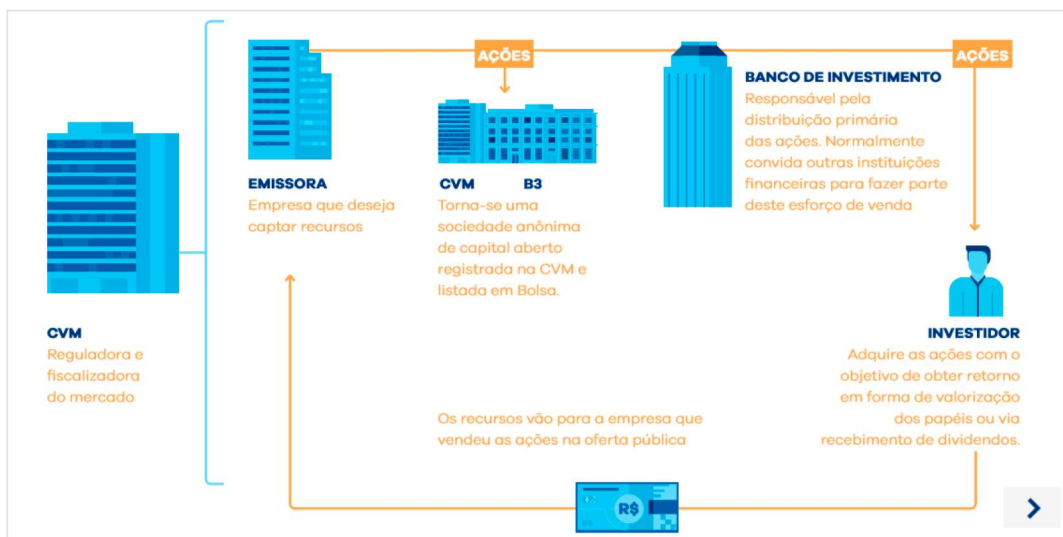 CVM
Reguladora e
fiscalizadora
do mercado
EMISSORA
Empresa que deseja
captar recursos
AÇÕES
CVM B3
Torna-se uma
sociedade anônima
de capital aberto
registrada na CVM e
listada em Bolsa.
BANCO DE INVESTIMENTO
Responsável pela
distribuição primária
das ações. Normalmente
convida outras instituições
financeiras para fazer parte
deste esforço de venda
AÇÕES
INVESTIDOR
Adquire as ações com o
objetivo de obter retorno
em forma de valorização
dos papéis ou via
recebimento de dividendos.
Os recursos vão para a empresa que
vendeu as ações na oferta pública
R$